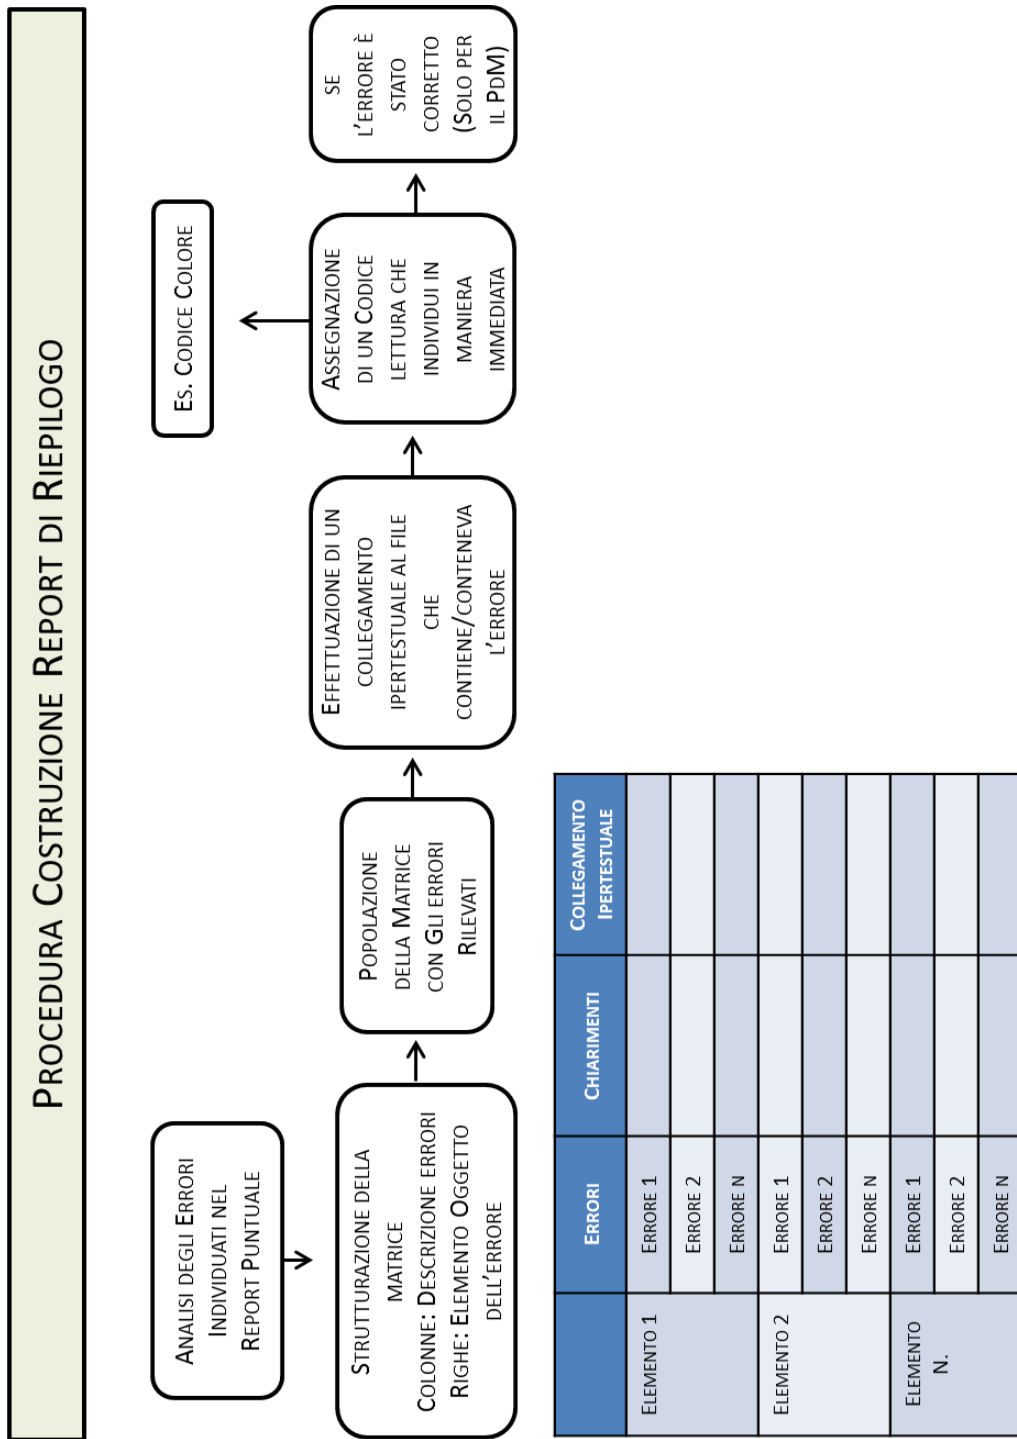 Procedura Costruzione Report di Riepilogo
Analisi degli Errori
Individuati nel
Report Puntuale
Strutturazione della
matrice
Colonne: Descrizione errori
Righe: Elemento Oggetto
dell'errore
Popolazione
della Matrice
con Gli errori
Rilevati
Effettuazione di un
collegamento
ipertestuale al file
che
contiene/conteneva
l'errore
Assegnazione
di un Codice
lettura che
individui in
maniera
immediata
Es. Codice Colore
se
l'errore è
stato
corretto
(Solo per
il PdM)
Errori
Chiarimenti
Collegamento
Ipertestuale
Elemento 1
Errore 1
Errore 2
Errore n
Elemento 2
Errore 1
Errore 2
Errore n
Elemento
n.
Errore 1
Errore 2
Errore n